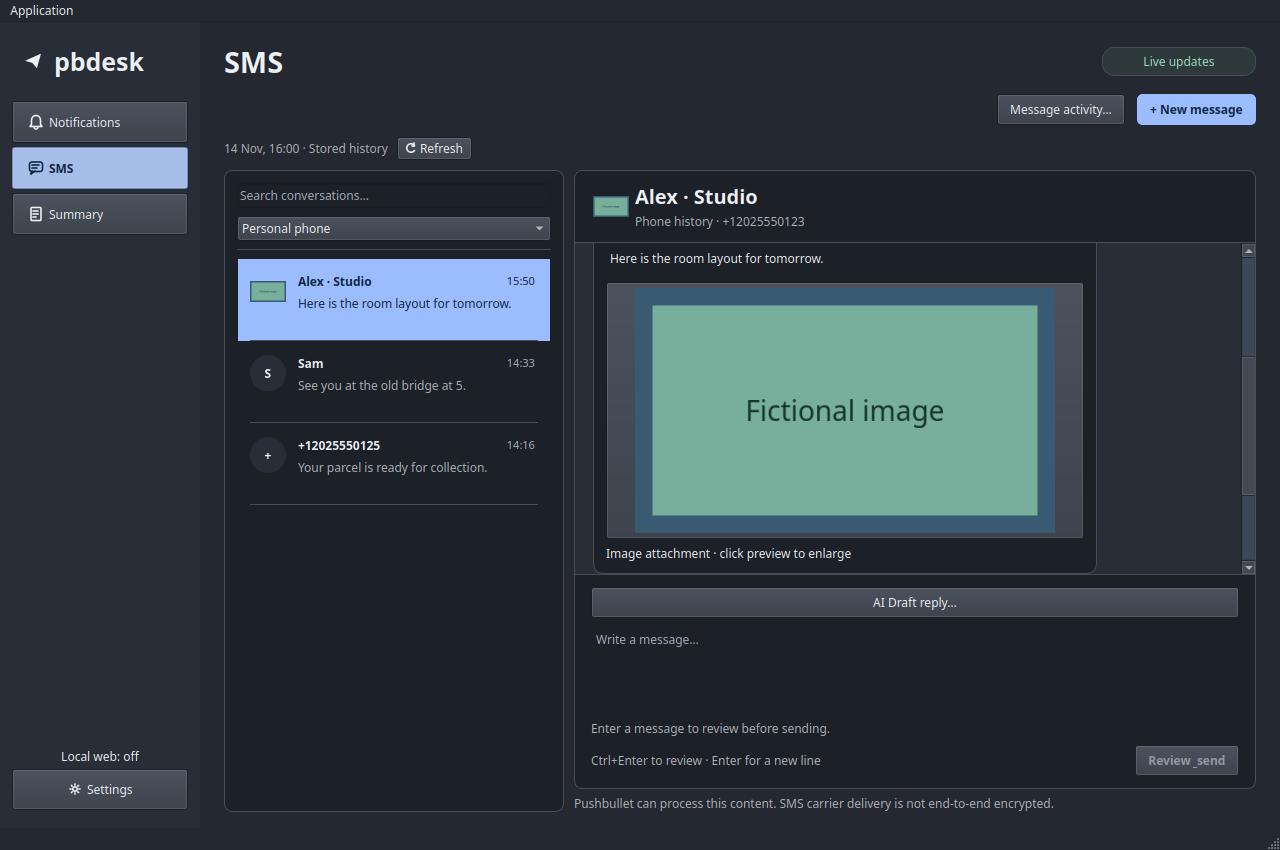 Application
pbdesk
Notifications
SMS
Summary
Local web: off
Settings
SMS
Live updates
Message activity...
+ New message
14 Nov, 16:00 · Stored history
Refresh
Search conversations...
Personal phone
Alex · Studio
15:50
Here is the room layout for tomorrow.
Sam
14:33
S
See you at the old bridge at 5.
+12025550125
14:16
+
Your parcel is ready for collection.
Alex · Studio
Phone history · +12025550123
Here is the room layout for tomorrow.
Fictional image
Image attachment · click preview to enlarge
AI Draft reply...
Write a message...
Enter a message to review before sending.
Ctrl+Enter to review · Enter for a new line
Review _send
Pushbullet can process this content. SMS carrier delivery is not end-to-end encrypted.